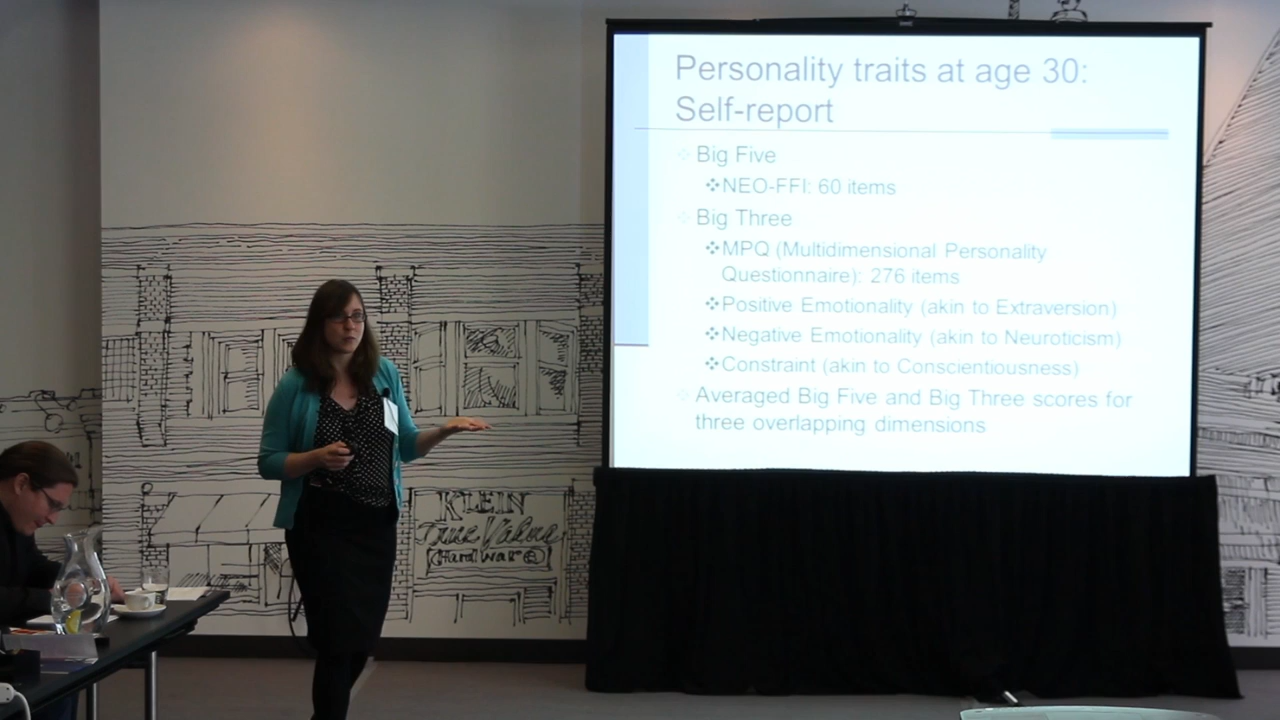 Personality traits at age 30:
Self-report
Big Five
NEO-FFI: 60 items
Big Three
MPQ (Multidimensional Personality
Questionnaire): 276 items
Positive Emotionality (akin to Extraversion)
Negative Emotionality (akin to Neuroticism)
Constraint (akin to Conscientiousness)
Averaged Big Five and Big Three scores for
three overlapping dimensions
KLEIN
True Value
Hardware